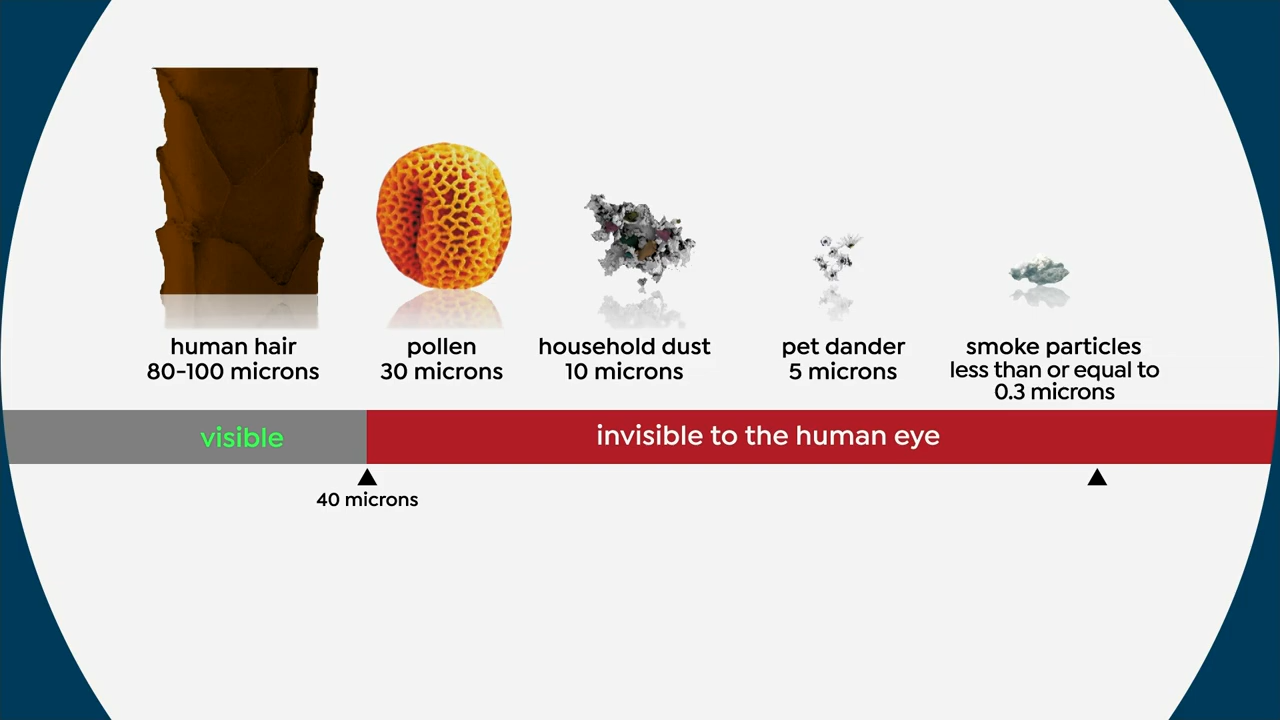 human hair
80-100 microns
pollen
30 microns
household dust
10 microns
pet dander
5 microns
smoke particles
less than or equal to
0.3 microns
visible
invisible to the human eye
40 microns